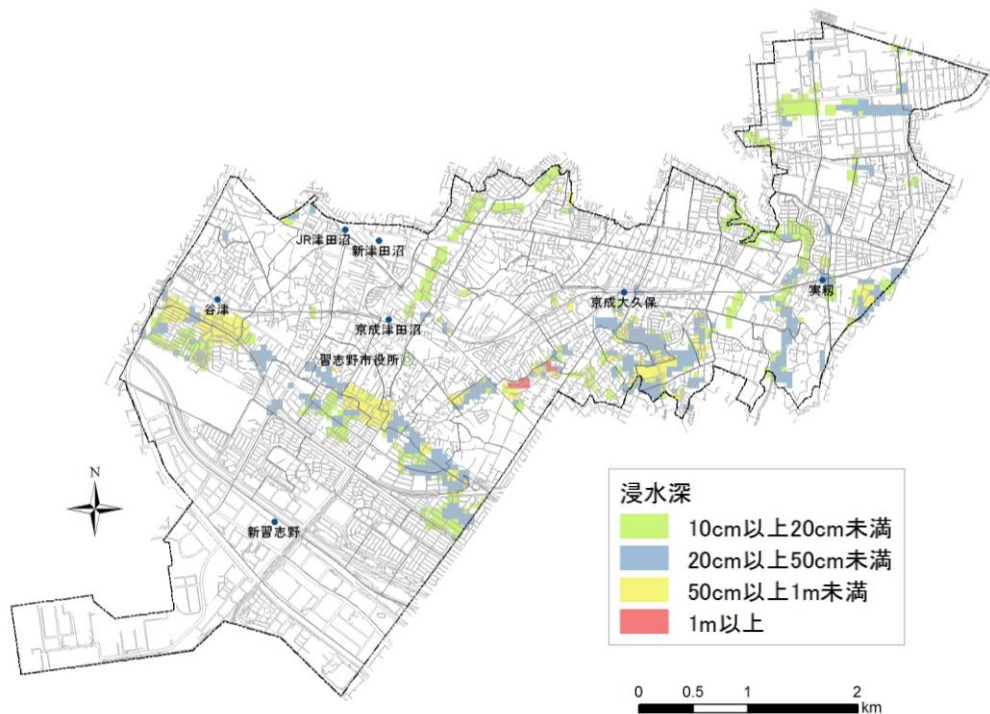 JR津田沼
新津田沼
谷津
京成津田沼
習志野市役所
京成大久保
実籾
新習志野
N
浸水深
10cm以上20cm未満
20cm以上50cm未満
50cm以上1m未満
1m以上
0 0.5 1 2
km